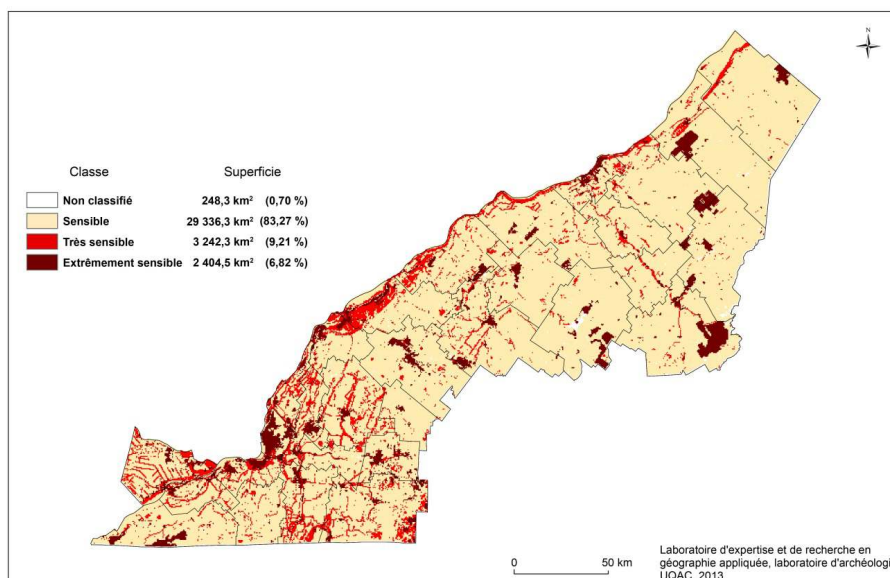 N
Classe Superficie
Non classifié 248,3 km² (0,70 %)
Sensible 29 336,3 km² (83,27 %)
Très sensible 3 242,3 km² (9,21 %)
Extrêmement sensible 2 404,5 km² (6,82 %)
0 50 km
Laboratoire d'expertise et de recherche en
géographie appliquée, laboratoire d'archéologi
UQAC, 2013